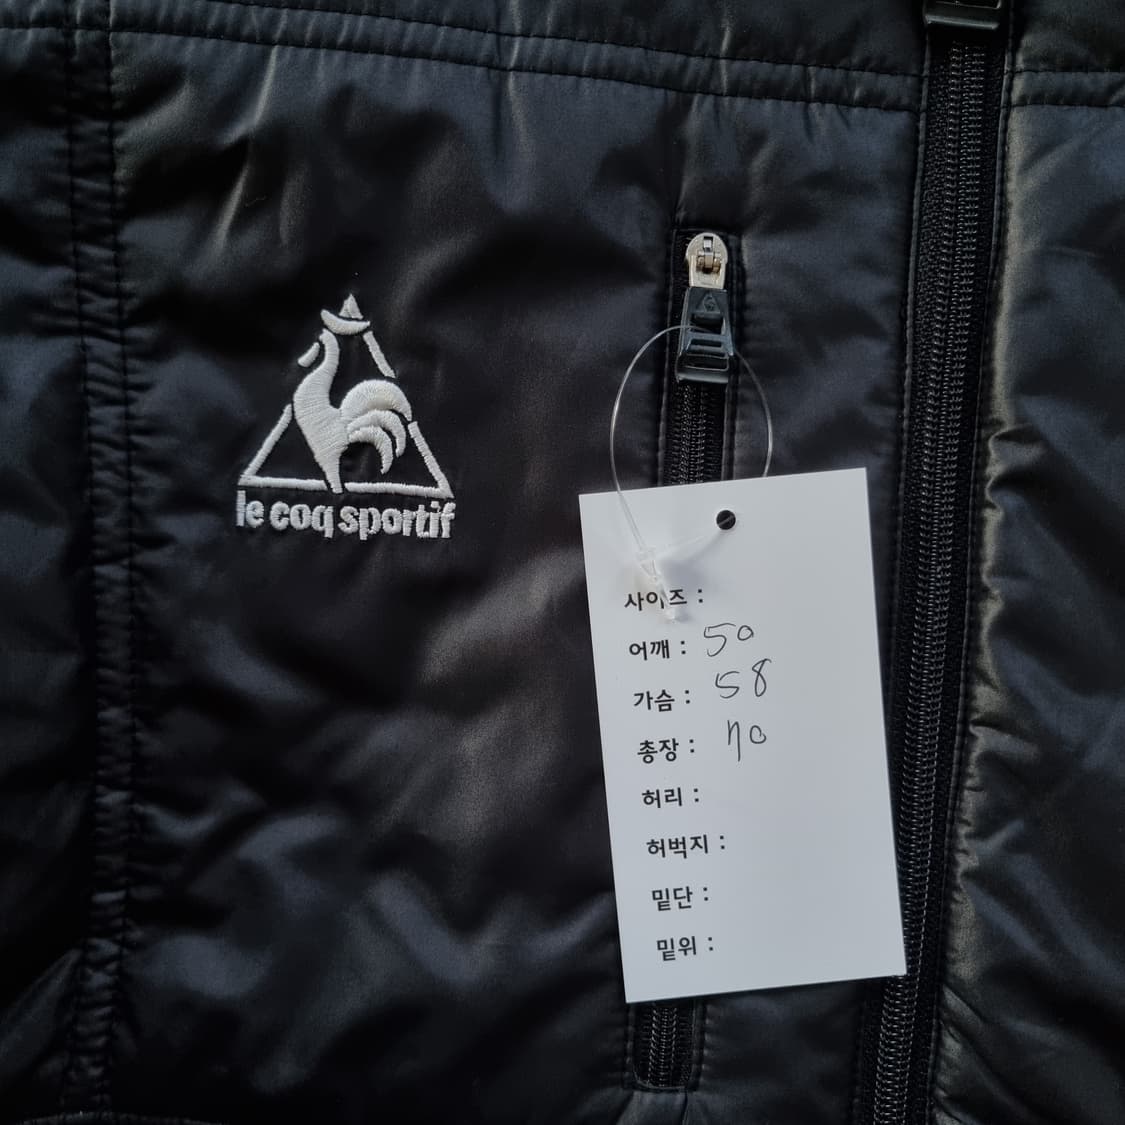 le coq sportif
사이즈 :
어깨 : 50
가슴 : 58
총장 : 70
허리 :
허벅지 :
밑단 :
밑위 :